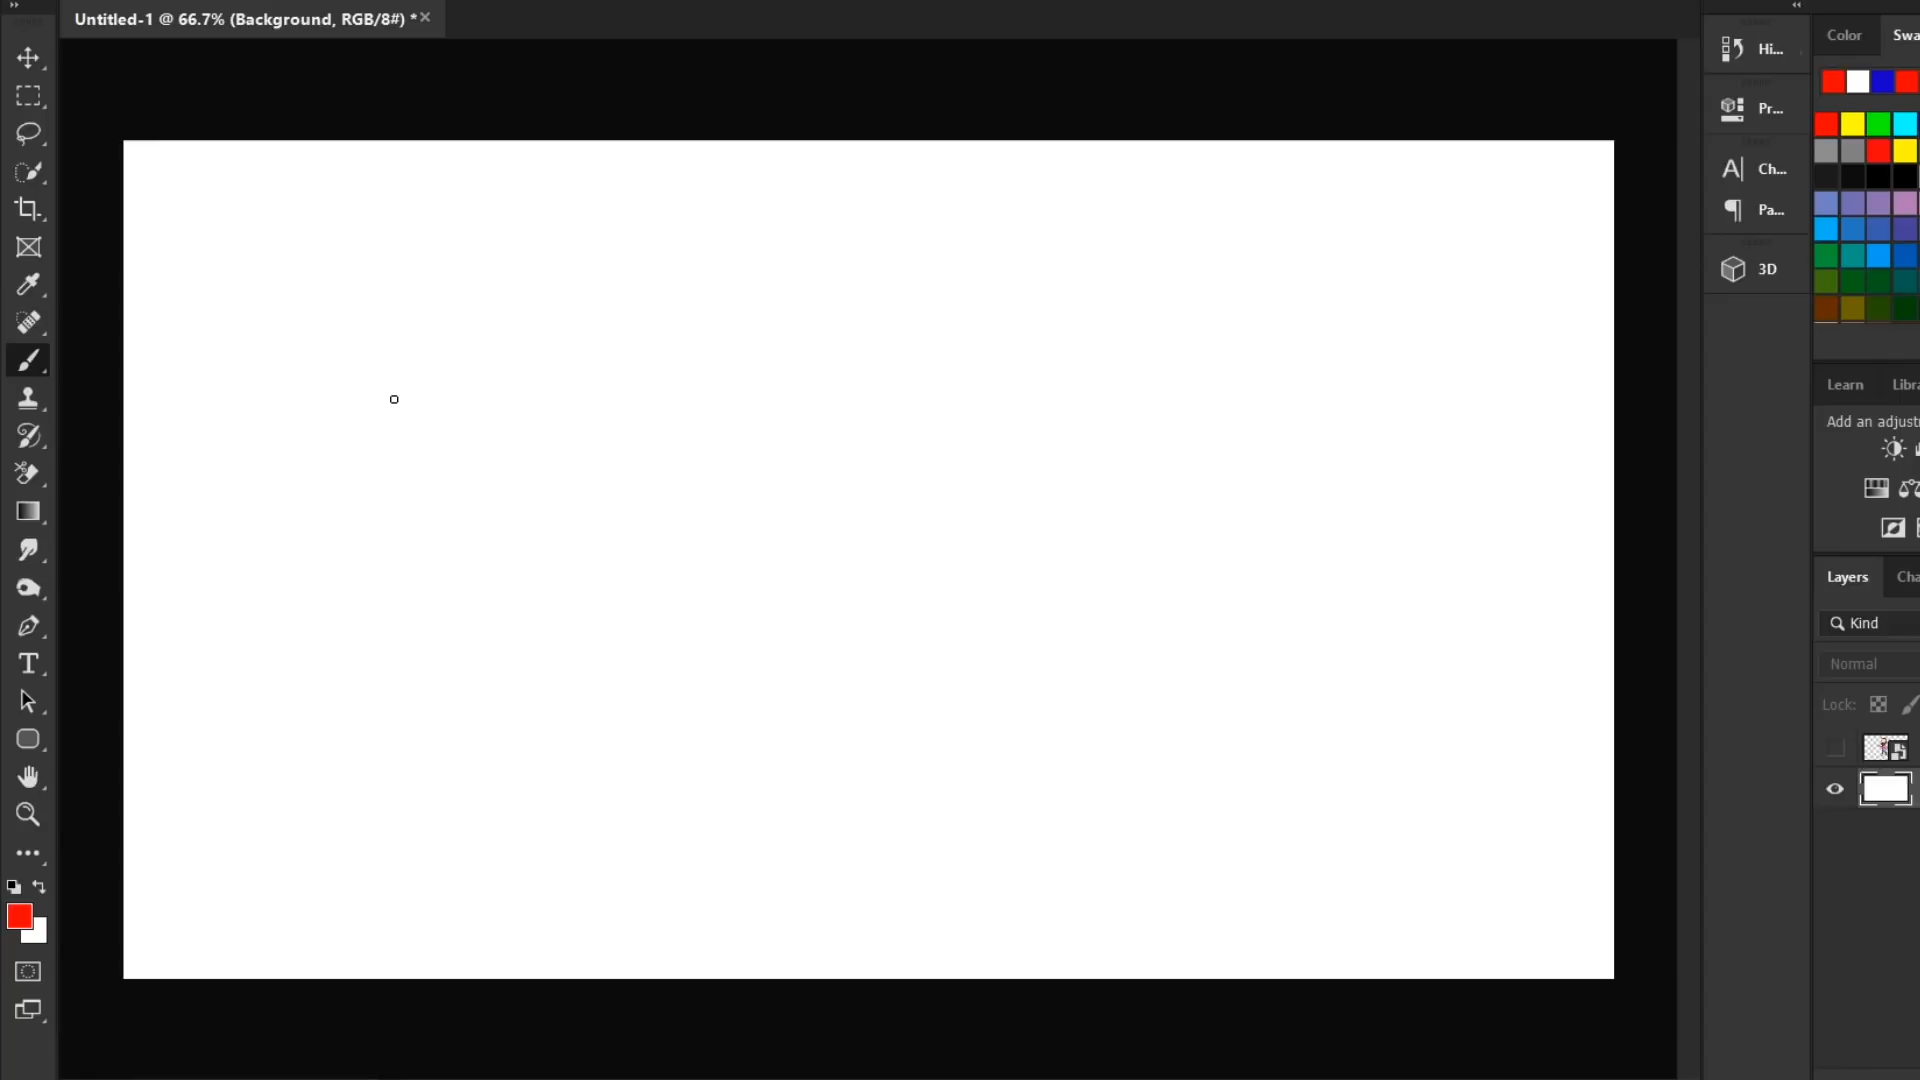 Untitled-1 @ 66.7% (Background, RGB/8#) *
Hi...
Pr...
Ch...
Pa...
3D
Color Swa
Learn Libra
Add an adjust
Layers Cha
Kind
Normal
Lock: